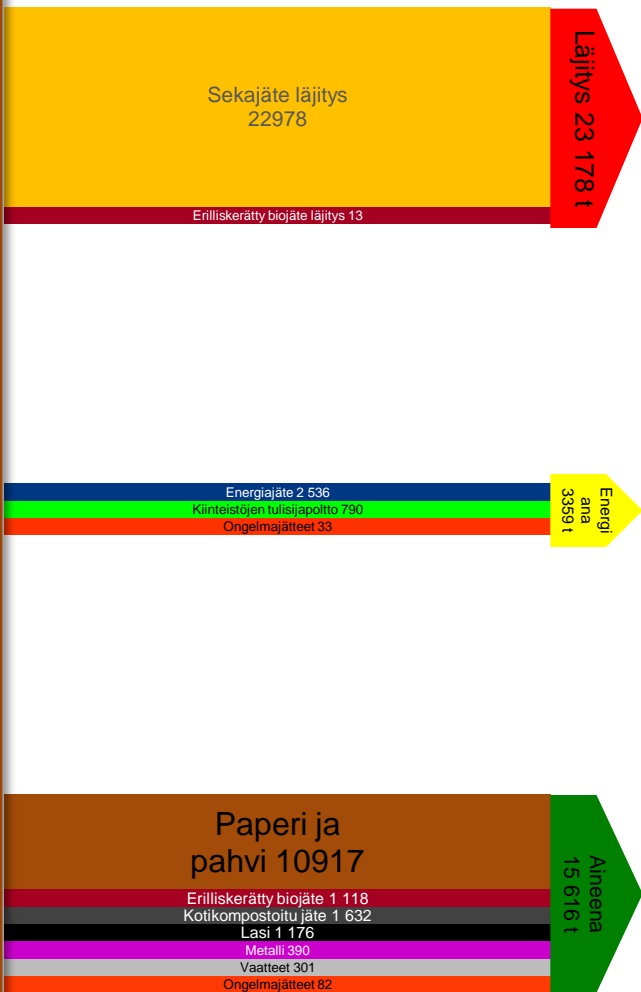 Sekajäte läjitys
22978
Erilliskerätty biojäte läjitys 13
Läjitys 23 178 t
Energiajäte 2 536
Kiinteistöjen tulisijapoltto 790
Ongelmajätteet 33
Energi
ana
3359 t
Paperi ja
pahvi 10917
Erilliskerätty biojäte 1 118
Kotikompostoitu jäte 1 632
Lasi 1 176
Metalli 390
Vaatteet 301
Ongelmajätteet 82
Aineena
15 616 t